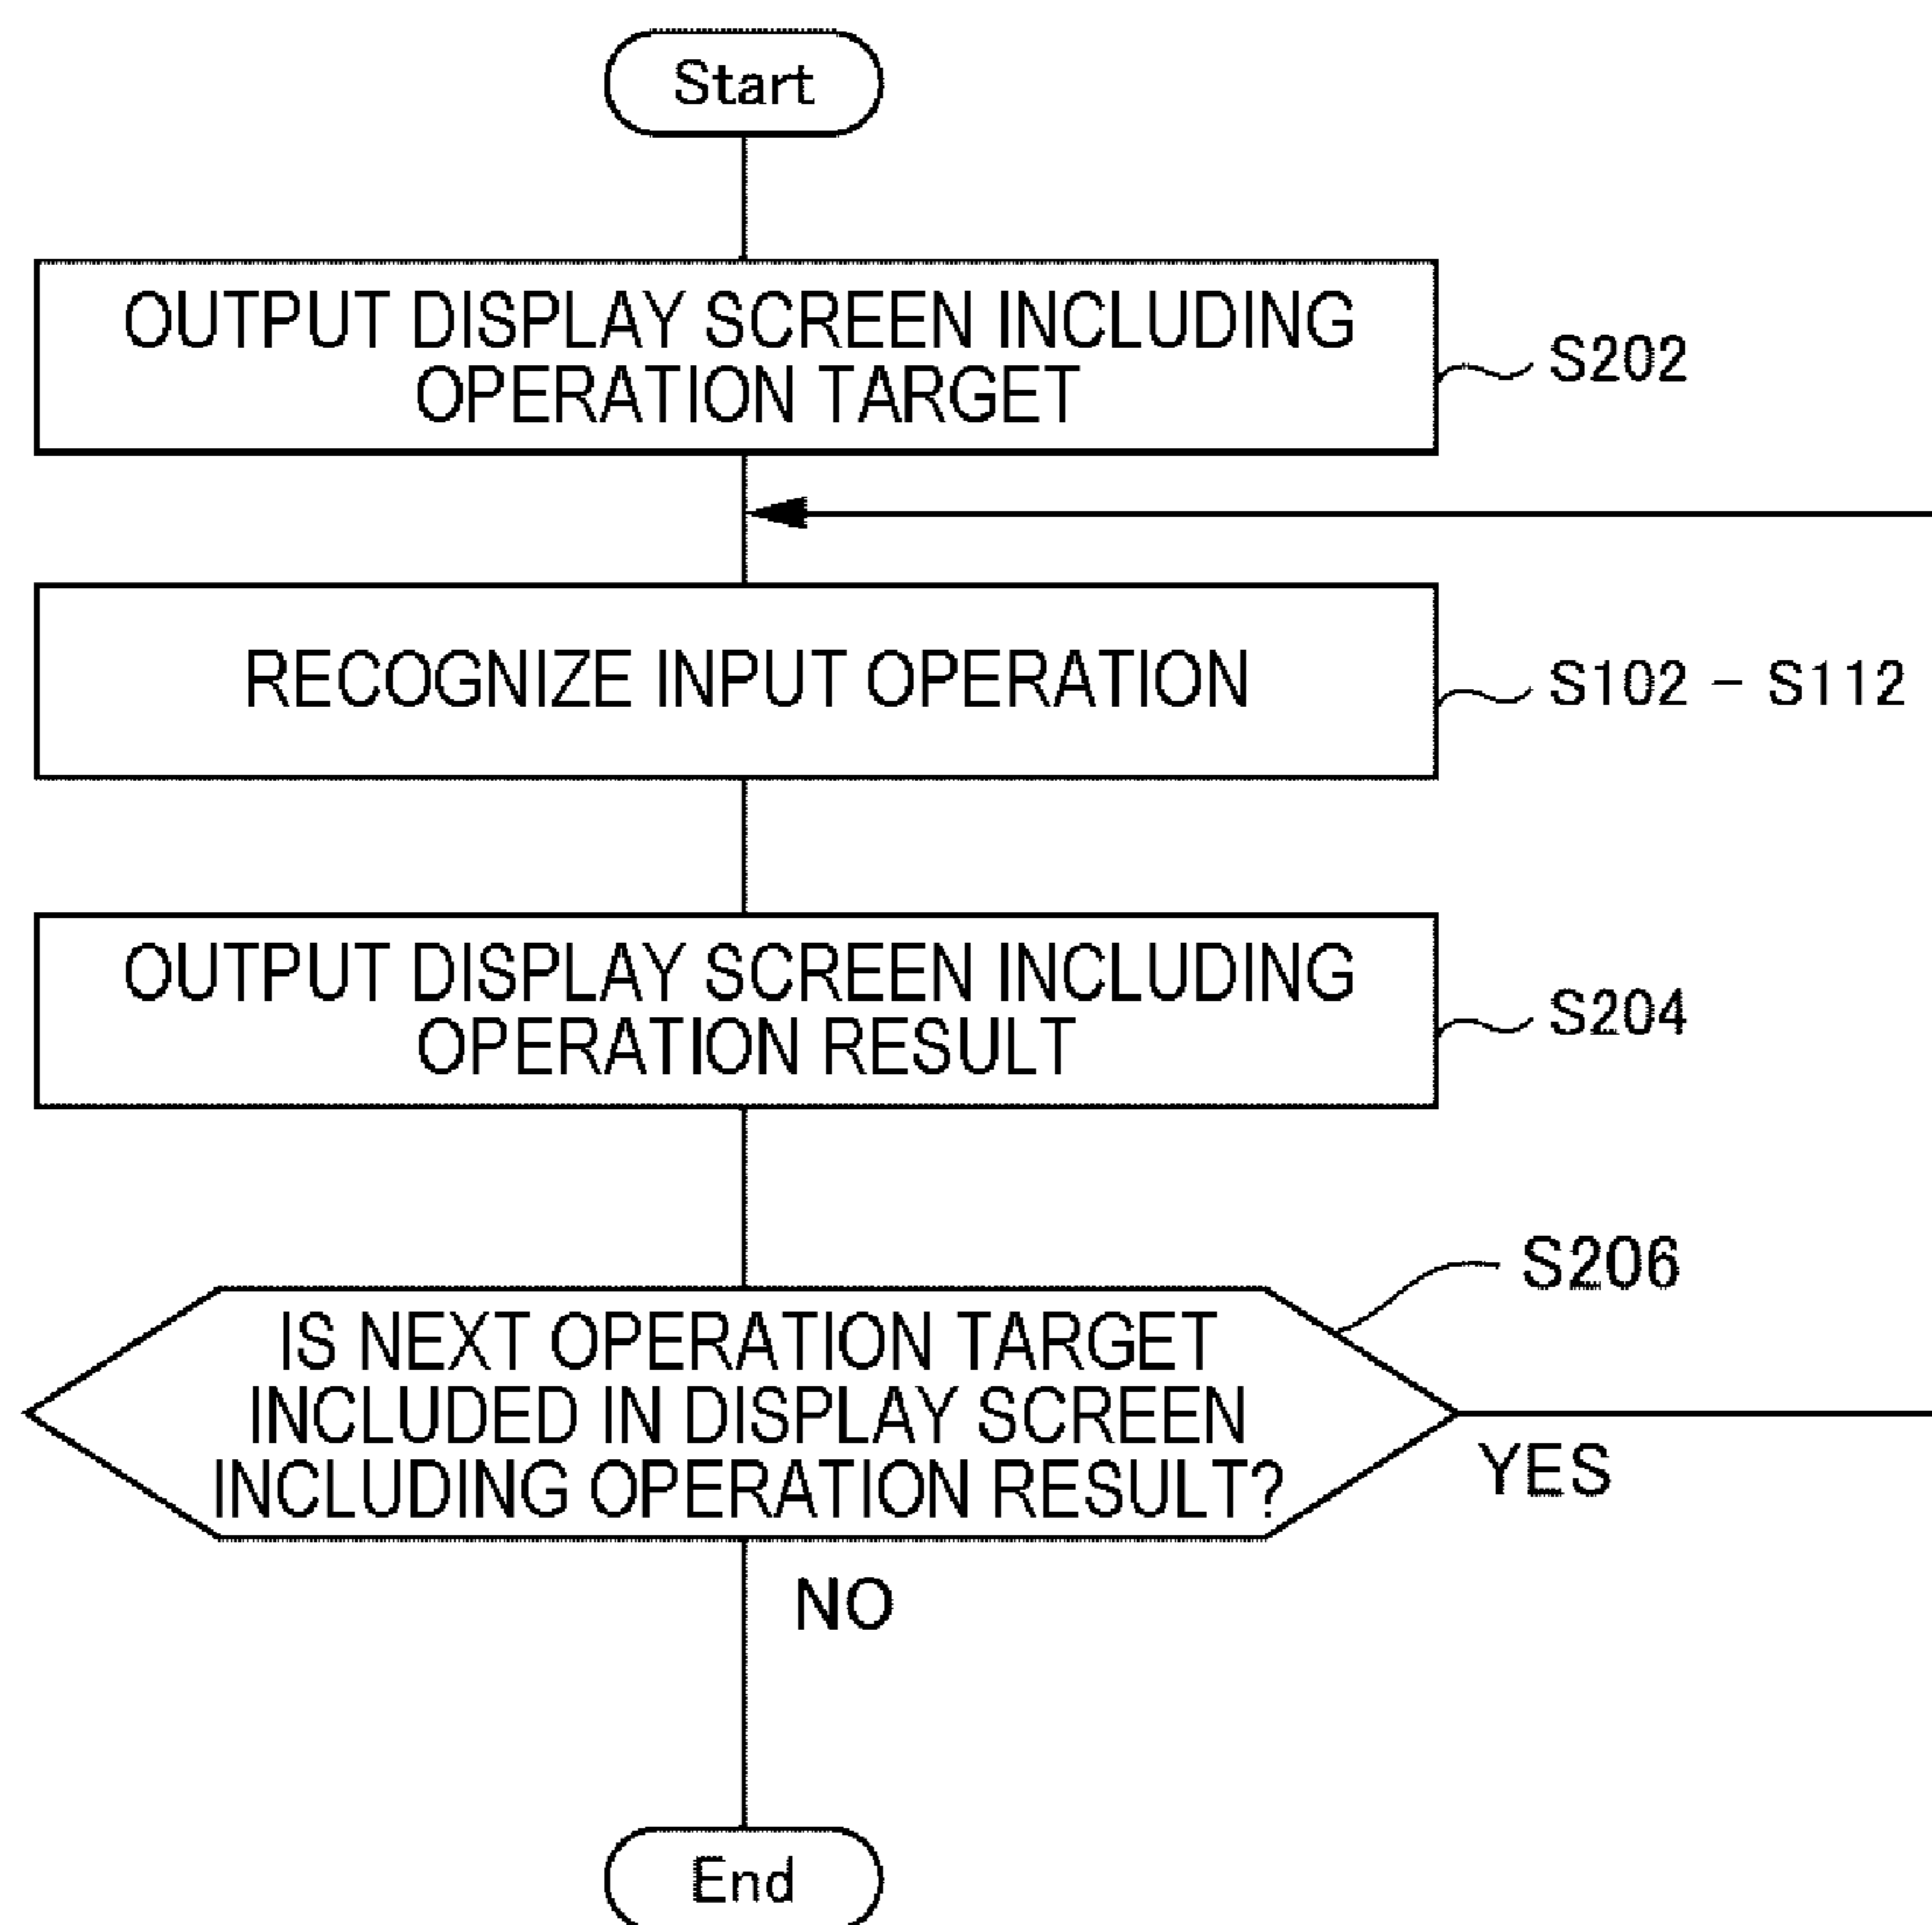 Start
OUTPUT DISPLAY SCREEN INCLUDING
OPERATION TARGET
S202
RECOGNIZE INPUT OPERATION
S102 - S112
OUTPUT DISPLAY SCREEN INCLUDING
OPERATION RESULT
S204
S206
IS NEXT OPERATION TARGET
INCLUDED IN DISPLAY SCREEN
INCLUDING OPERATION RESULT?
YES
NO
End